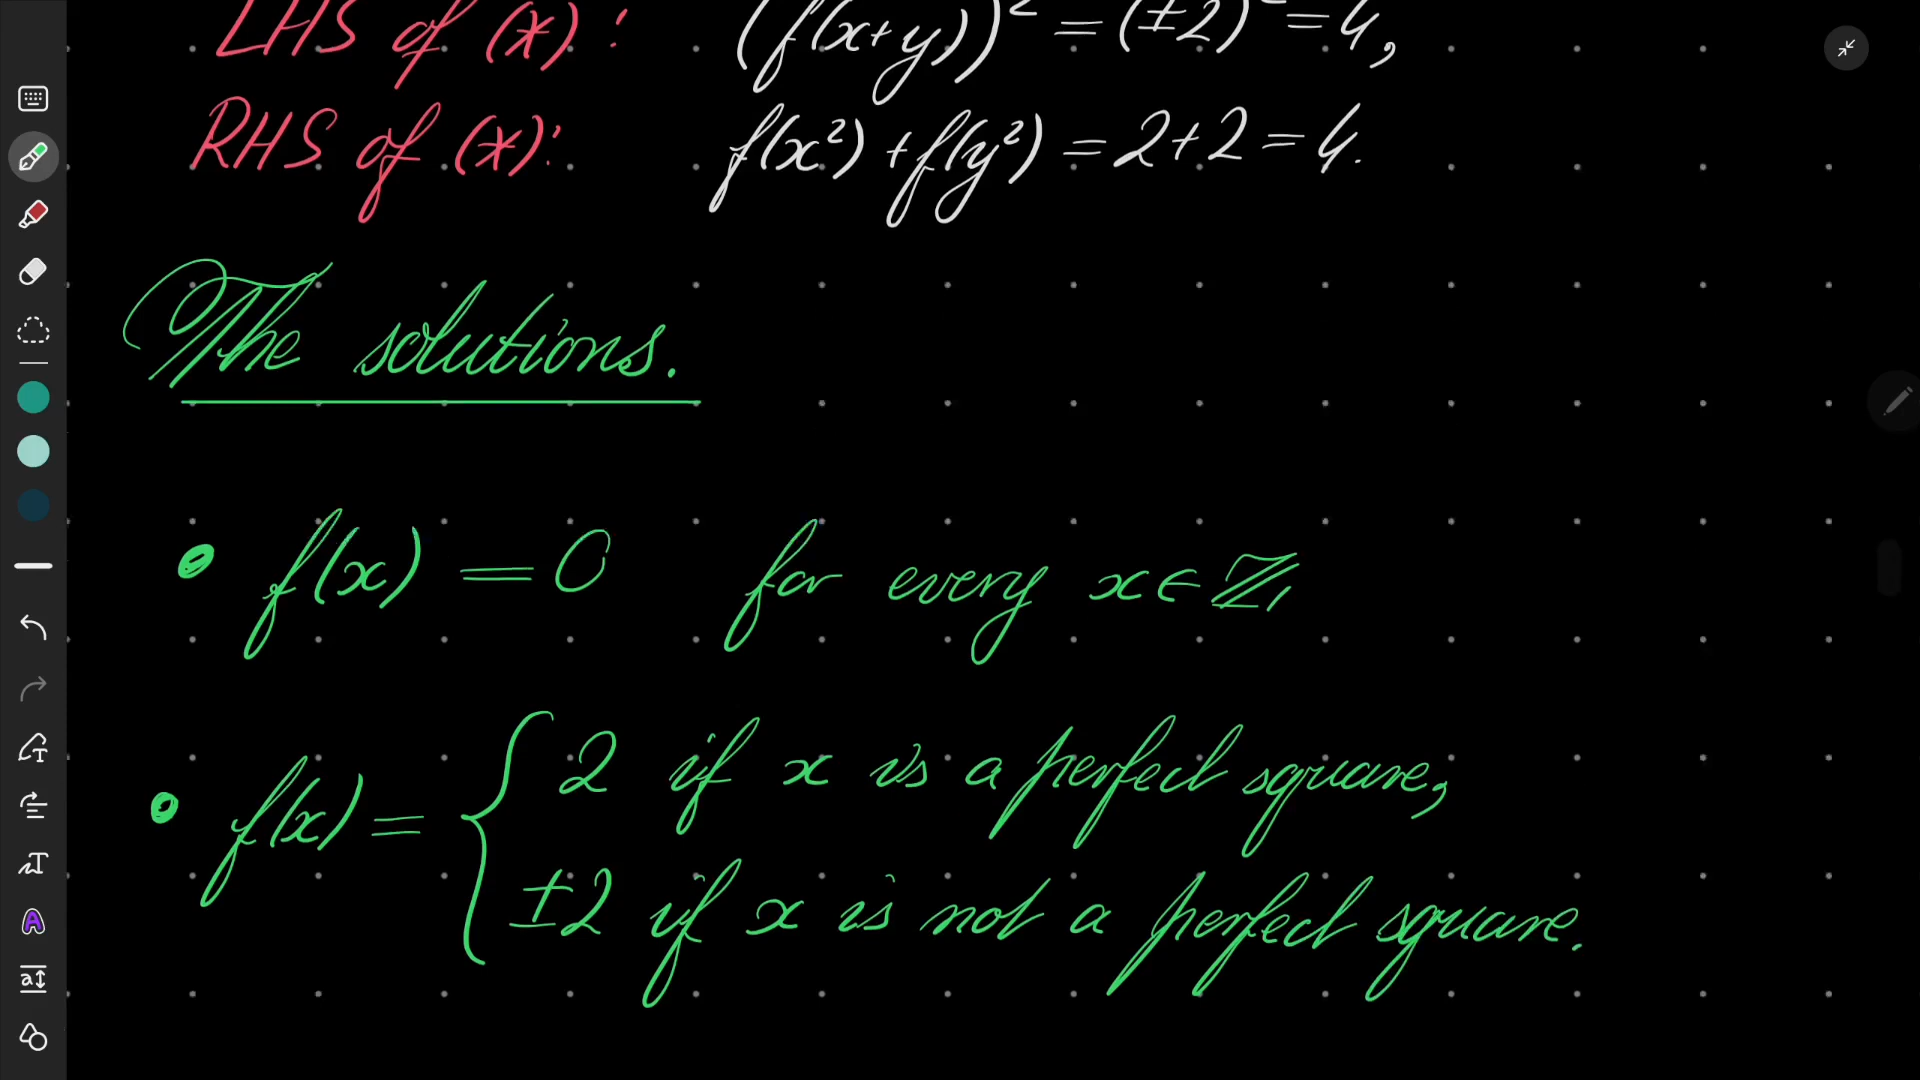 LHS of (*): (f(x+y))² = (±2)² = 4,
RHS of (*): f(x²) + f(y²) = 2+2 = 4.
The solutions.
• f(x) = 0 for every x ∈ ℤ
• f(x) = { 2 if x is a perfect square,
±2 if x is not a perfect square.